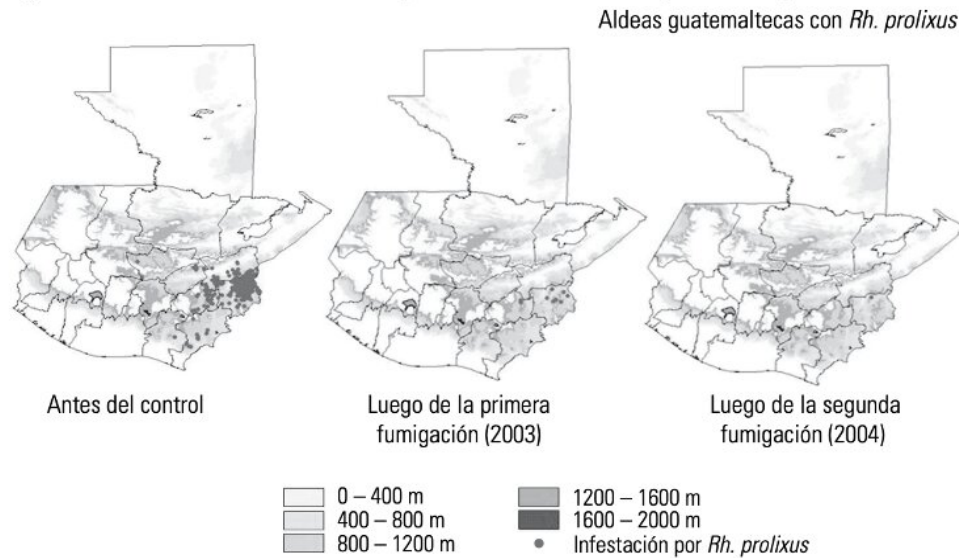 Aldeas guatemaltecas con Rh. prolixus
Antes del control
Luego de la primera
fumigación (2003)
Luego de la segunda
fumigación (2004)
0 – 400 m
400 – 800 m
800 – 1200 m
1200 – 1600 m
1600 – 2000 m
Infestación por Rh. prolixus